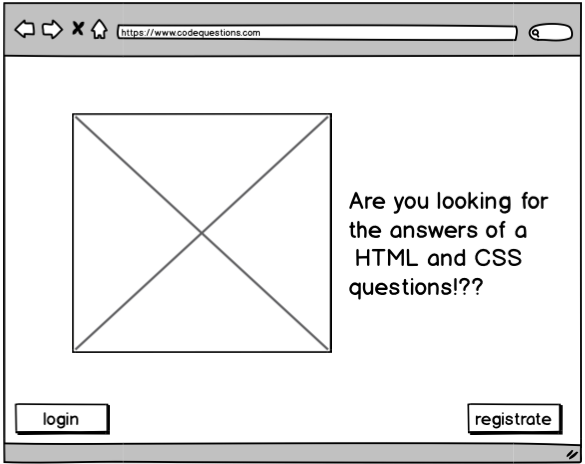 https://www.codequestions.com
Are you looking for
the answers of a
HTML and CSS
questions!??
login
registrate